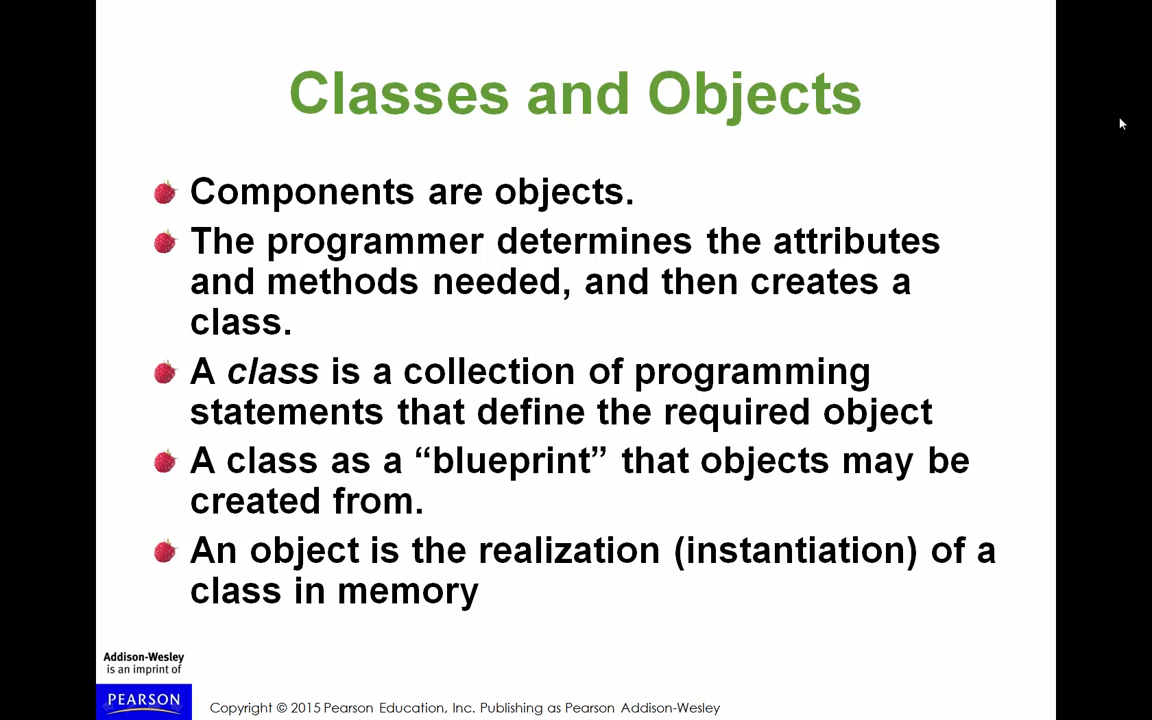 Classes and Objects
Components are objects.
The programmer determines the attributes
and methods needed, and then creates a
class.
A class is a collection of programming
statements that define the required object
A class as a “blueprint” that objects may be
created from.
An object is the realization (instantiation) of a
class in memory
Addison-Wesley
is an imprint of
PEARSON
Copyright © 2015 Pearson Education, Inc. Publishing as Pearson Addison-Wesley